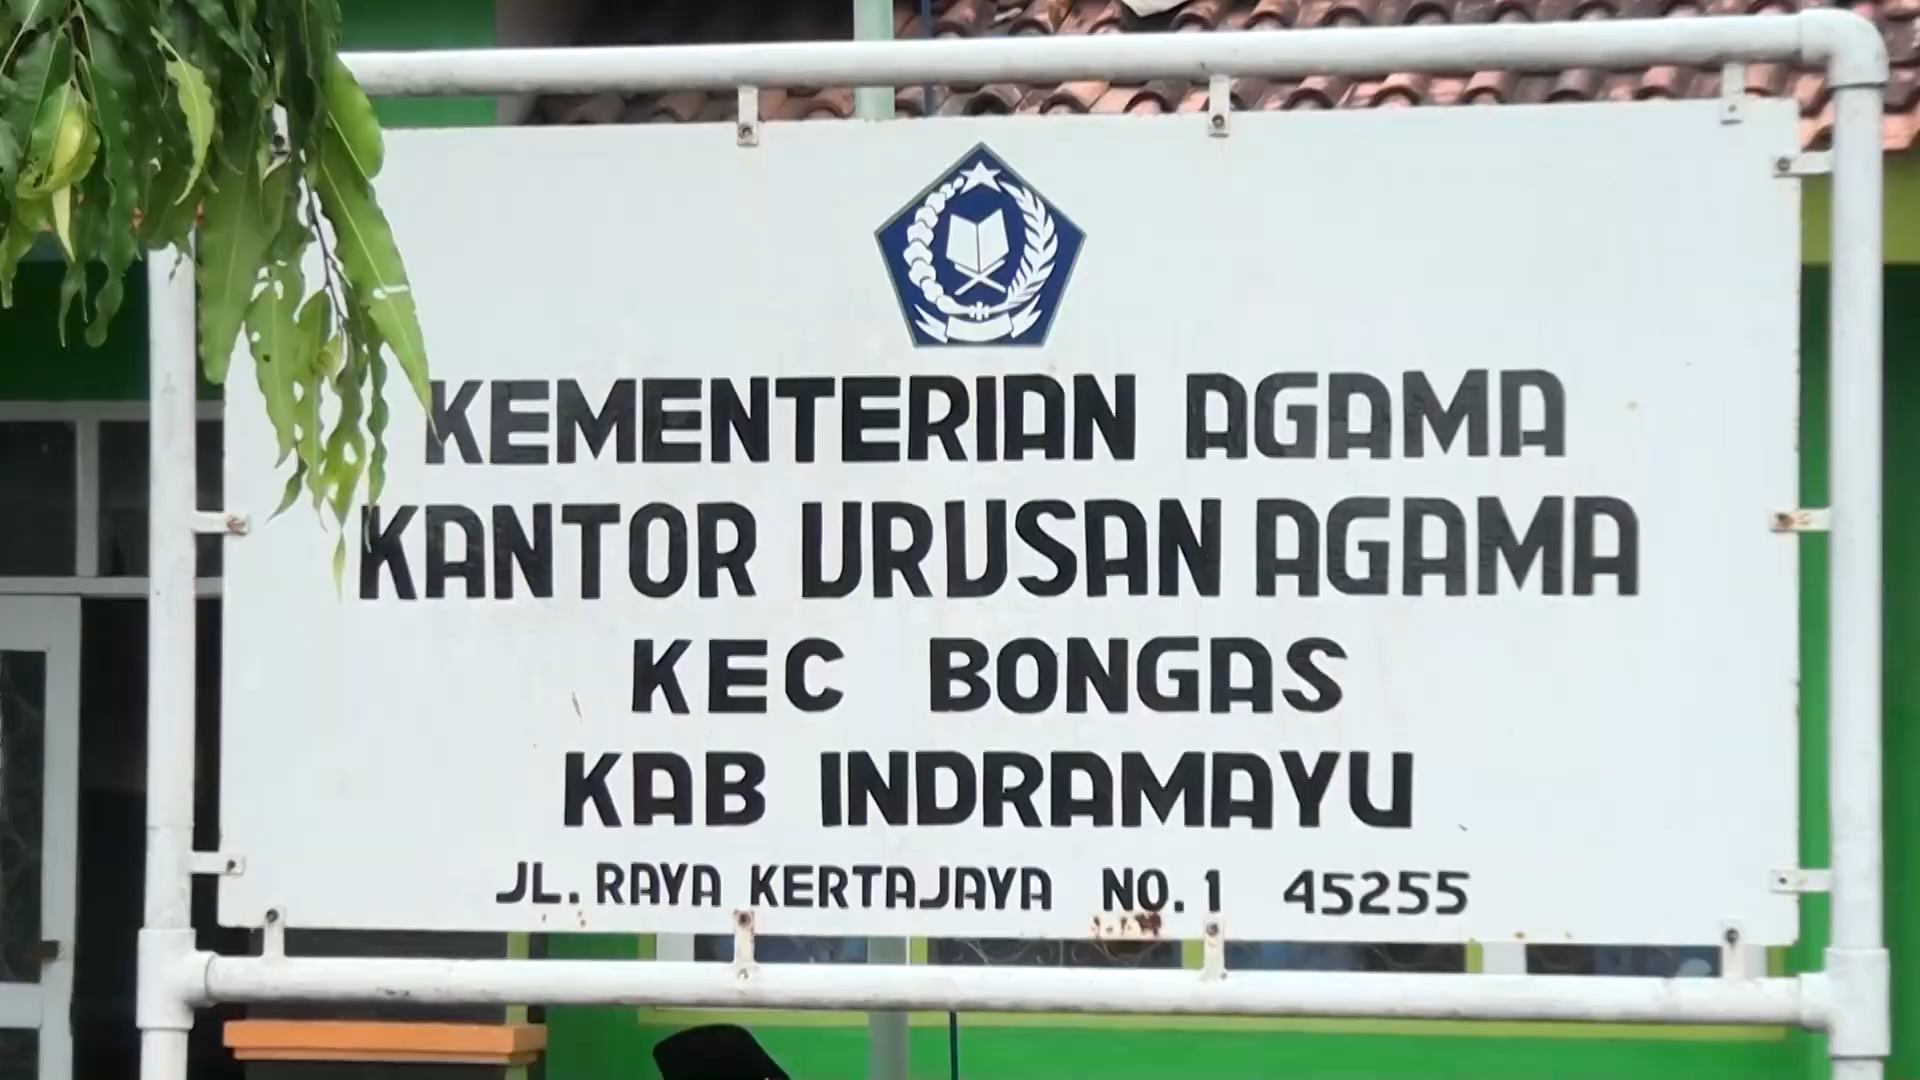 KEMENTERIAN AGAMA
KANTOR URUSAN AGAMA
KEC BONGAS
KAB INDRAMAYU
JL. RAYA KERTAJAYA NO. 1 45255